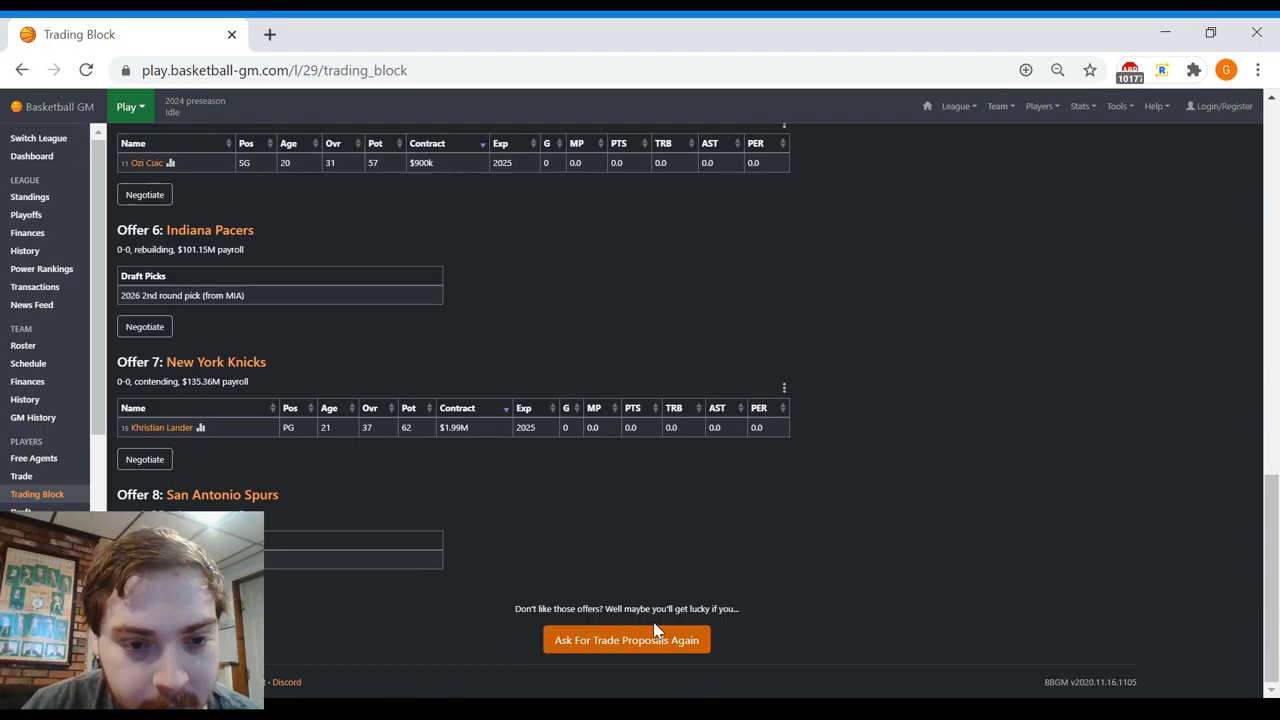 Trading Block
play.basketball-gm.com/l/29/trading_block
ABP
10177
R
G
Basketball GM
Play
2024 preseason
Idle
League
Team
Players
Stats
Tools
Help
Login/Register
Switch League
Dashboard
LEAGUE
Standings
Playoffs
Finances
History
Power Rankings
Transactions
News Feed
TEAM
Roster
Schedule
Finances
History
GM History
PLAYERS
Free Agents
Trade
Trading Block
Name Pos Age Ovr Pot Contract Exp G MP PTS TRB AST PER
11 Ozi Cuic SG 20 31 57 $900k 2025 0 0.0 0.0 0.0 0.0 0.0
Negotiate
Offer 6: Indiana Pacers
0-0, rebuilding, $101.15M payroll
Draft Picks
2026 2nd round pick (from MIA)
Negotiate
Offer 7: New York Knicks
0-0, contending, $135.36M payroll
Name Pos Age Ovr Pot Contract Exp G MP PTS TRB AST PER
15 Khristian Lander PG 21 37 62 $1.99M 2025 0 0.0 0.0 0.0 0.0 0.0
Negotiate
Offer 8: San Antonio Spurs
Don't like those offers? Well maybe you'll get lucky if you...
Ask For Trade Proposals Again
Discord
BBGM v2020.11.16.1105